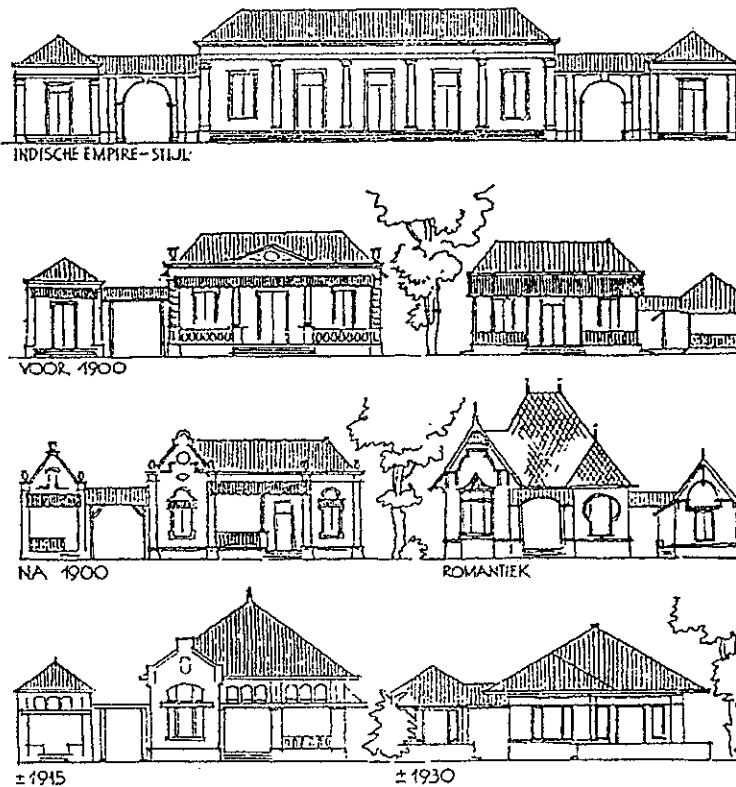 INDISCHE EMPIRE-STIJL
VOOR 1900
NA 1900
ROMANTIEK
±1915
±1930